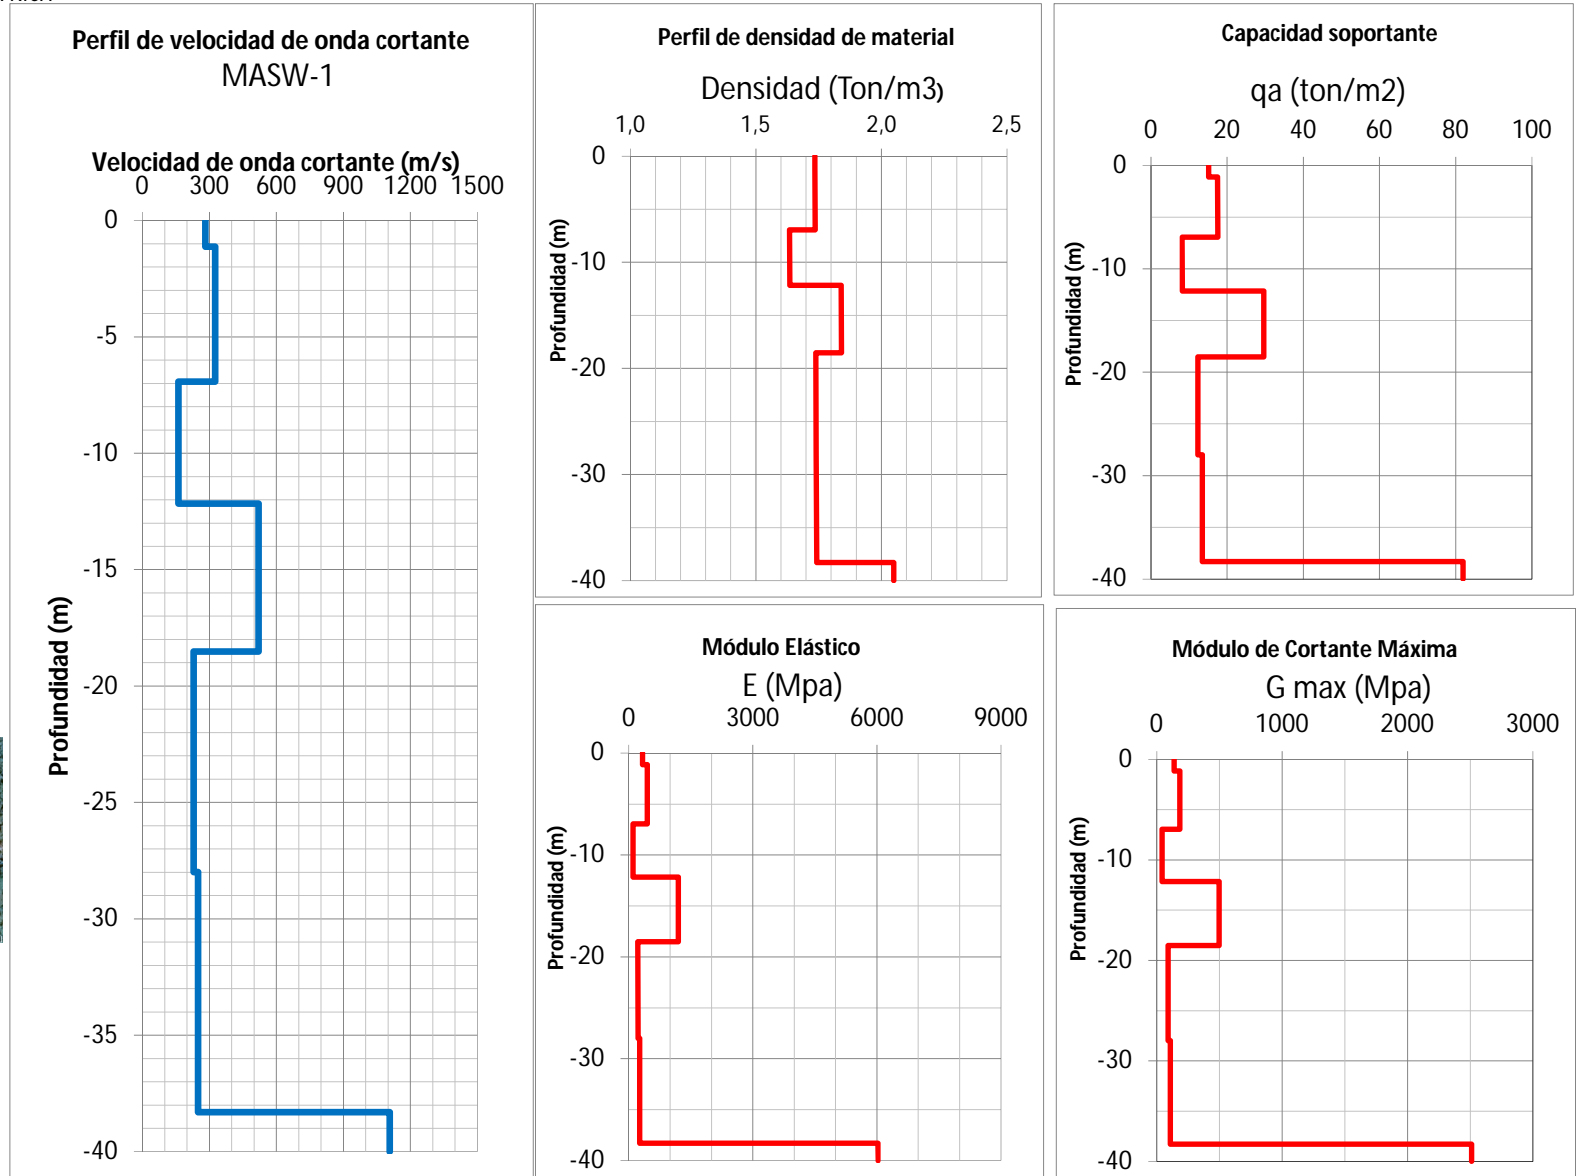 Perfil de velocidad de onda cortante
MASW-1
Velocidad de onda cortante (m/s)
0 300 600 900 1200 1500
0
-5
-10
-15
-20
-25
-30
-35
-40
Profundidad (m)
Perfil de densidad de material
Densidad (Ton/m3)
1,0 1,5 2,0 2,5
0
-10
-20
-30
-40
Profundidad (m)
Capacidad soportante
qa (ton/m2)
0 20 40 60 80 100
0
-10
-20
-30
-40
Profundidad (m)
Módulo Elástico
E (Mpa)
0 3000 6000 9000
0
-10
-20
-30
-40
Profundidad (m)
Módulo de Cortante Máxima
G max (Mpa)
0 1000 2000 3000
0
-10
-20
-30
-40
Profundidad (m)